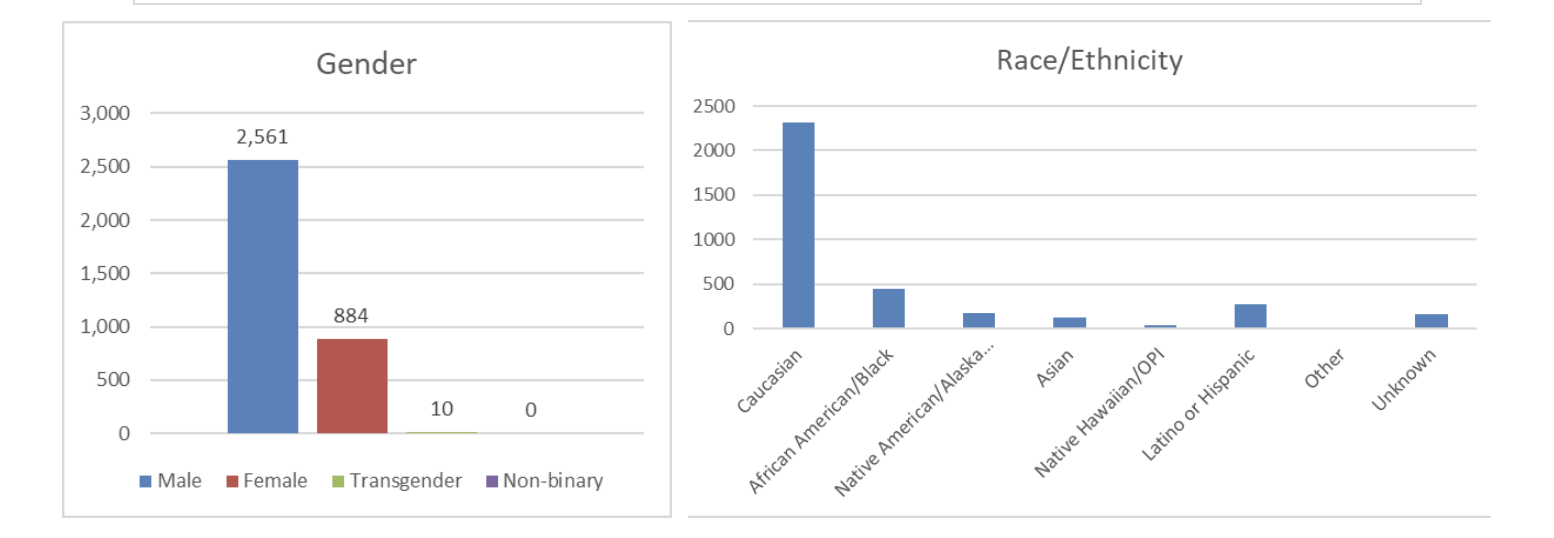 Gender
3,000
2,500
2,000
1,500
1,000
500
0
2,561
884
10
0
Male Female Transgender Non-binary
Race/Ethnicity
2500
2000
1500
1000
500
0
Caucasian
African American/Black
Native American/Alaska...
Asian
Native Hawaiian/OPI
Latino or Hispanic
Other
Unknown